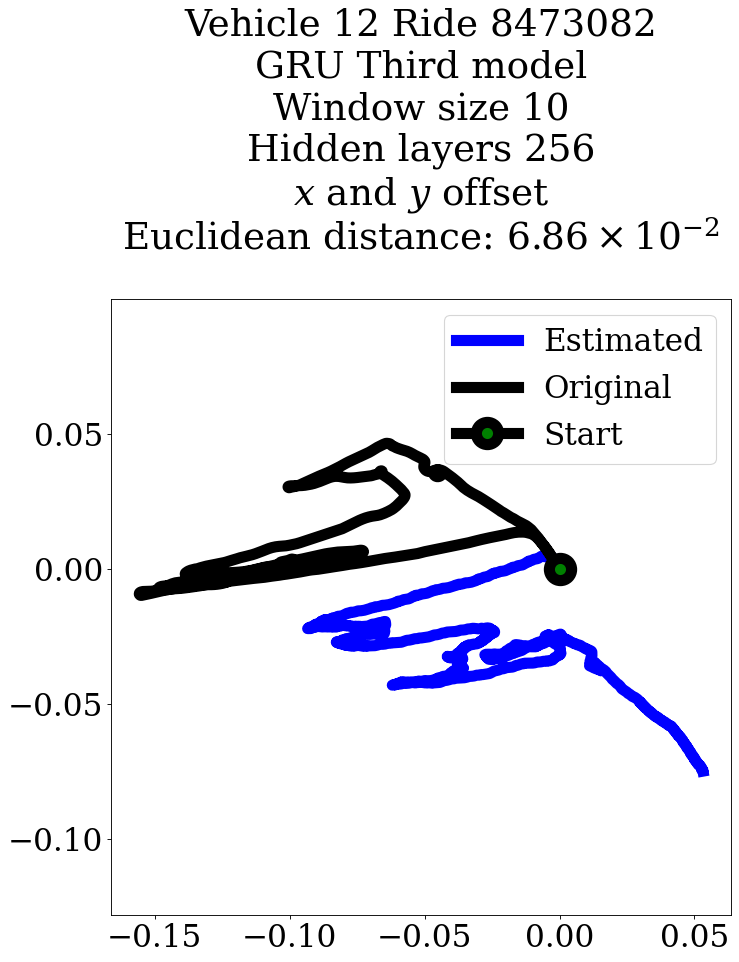 Vehicle 12 Ride 8473082
GRU Third model
Window size 10
Hidden layers 256
x and y offset
Euclidean distance: 6.86 × 10⁻²
Estimated
Original
Start
0.05
0.00
−0.05
−0.10
−0.15 −0.10 −0.05 0.00 0.05